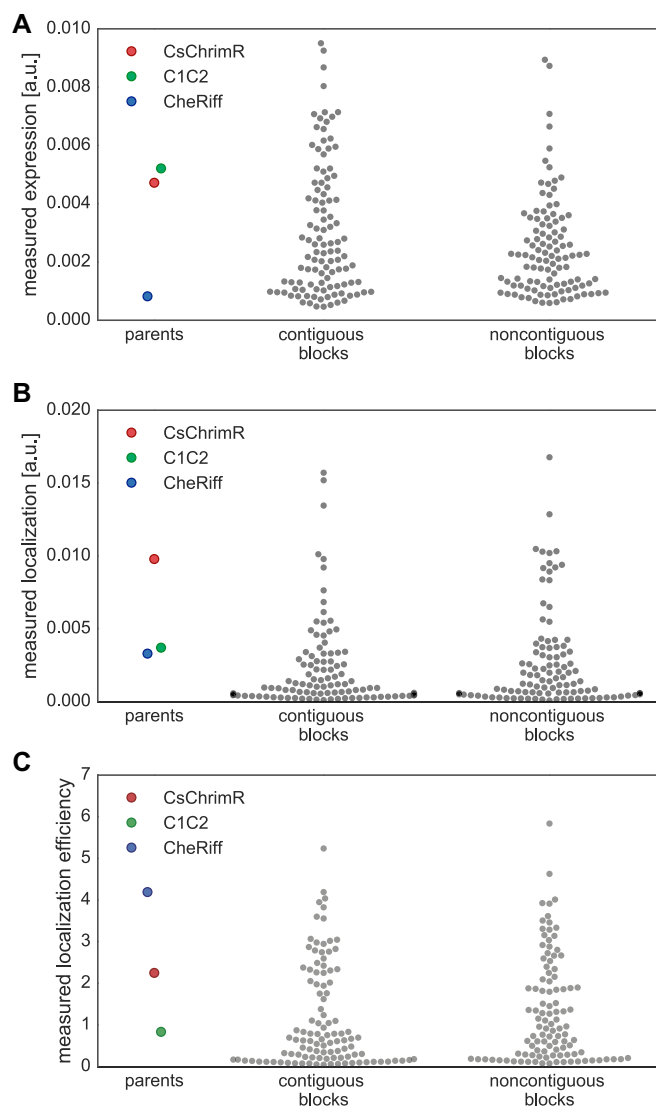 A
measured expression [a.u.]
0.010
0.008
0.006
0.004
0.002
0.000
CsChrimR
C1C2
CheRiff
parents
contiguous
blocks
noncontiguous
blocks
B
measured localization [a.u.]
0.020
0.015
0.010
0.005
0.000
CsChrimR
C1C2
CheRiff
parents
contiguous
blocks
noncontiguous
blocks
C
measured localization efficiency
7
6
5
4
3
2
1
0
CsChrimR
C1C2
CheRiff
parents
contiguous
blocks
noncontiguous
blocks